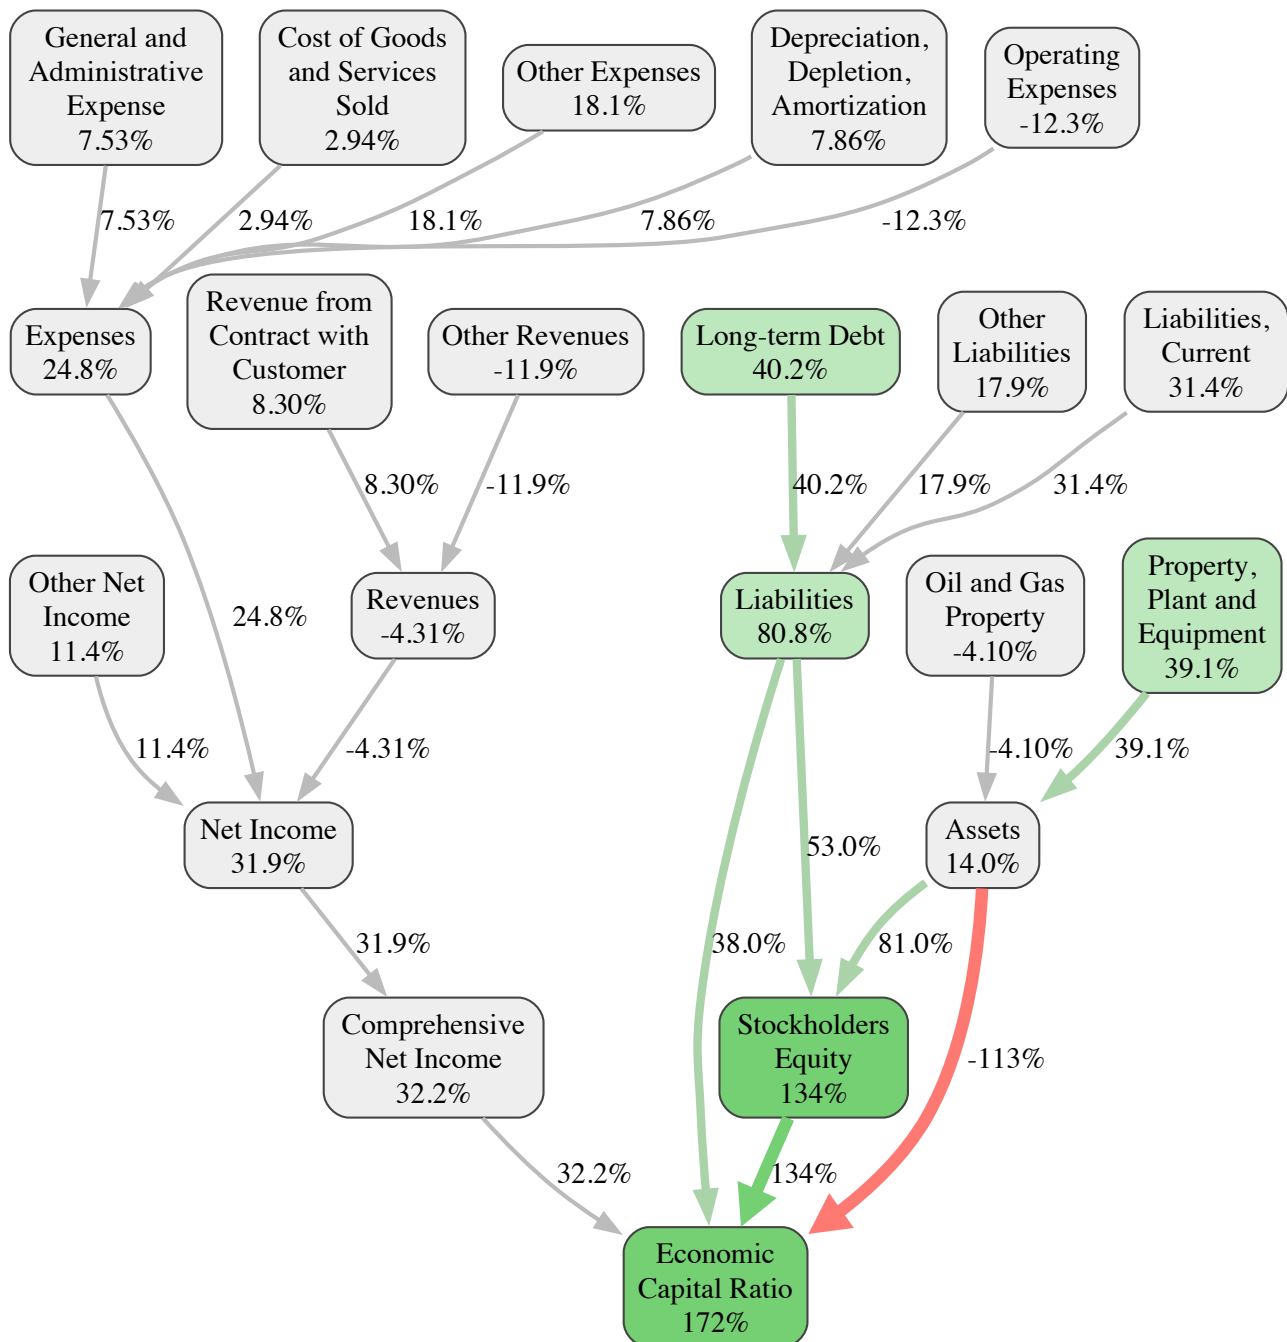 General and
Administrative
Expense
7.53%
Cost of Goods
and Services
Sold
2.94%
Other Expenses
18.1%
Depreciation,
Depletion,
Amortization
7.86%
Operating
Expenses
-12.3%
7.53%
2.94%
18.1%
7.86%
-12.3%
Expenses
24.8%
Revenue from
Contract with
Customer
8.30%
Other Revenues
-11.9%
Long-term Debt
40.2%
Other
Liabilities
17.9%
Liabilities,
Current
31.4%
8.30%
-11.9%
40.2%
17.9%
31.4%
Other Net
Income
11.4%
24.8%
Revenues
-4.31%
Liabilities
80.8%
Oil and Gas
Property
-4.10%
Property,
Plant and
Equipment
39.1%
11.4%
-4.31%
-4.10%
39.1%
Net Income
31.9%
53.0%
Assets
14.0%
31.9%
38.0%
81.0%
Comprehensive
Net Income
32.2%
Stockholders
Equity
134%
-113%
32.2%
134%
Economic
Capital Ratio
172%